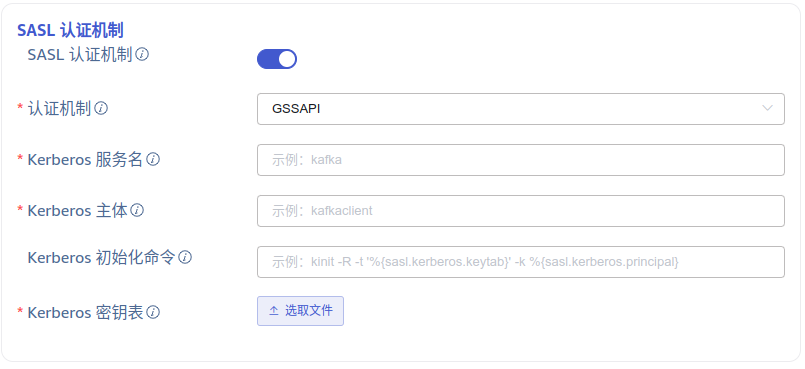 SASL 认证机制
SASL 认证机制
* 认证机制
GSSAPI
* Kerberos 服务名
示例：kafka
* Kerberos 主体
示例：kafkaclient
Kerberos 初始化命令
示例：kinit -R -t '%{sasl.kerberos.keytab}' -k %{sasl.kerberos.principal}
* Kerberos 密钥表
选取文件